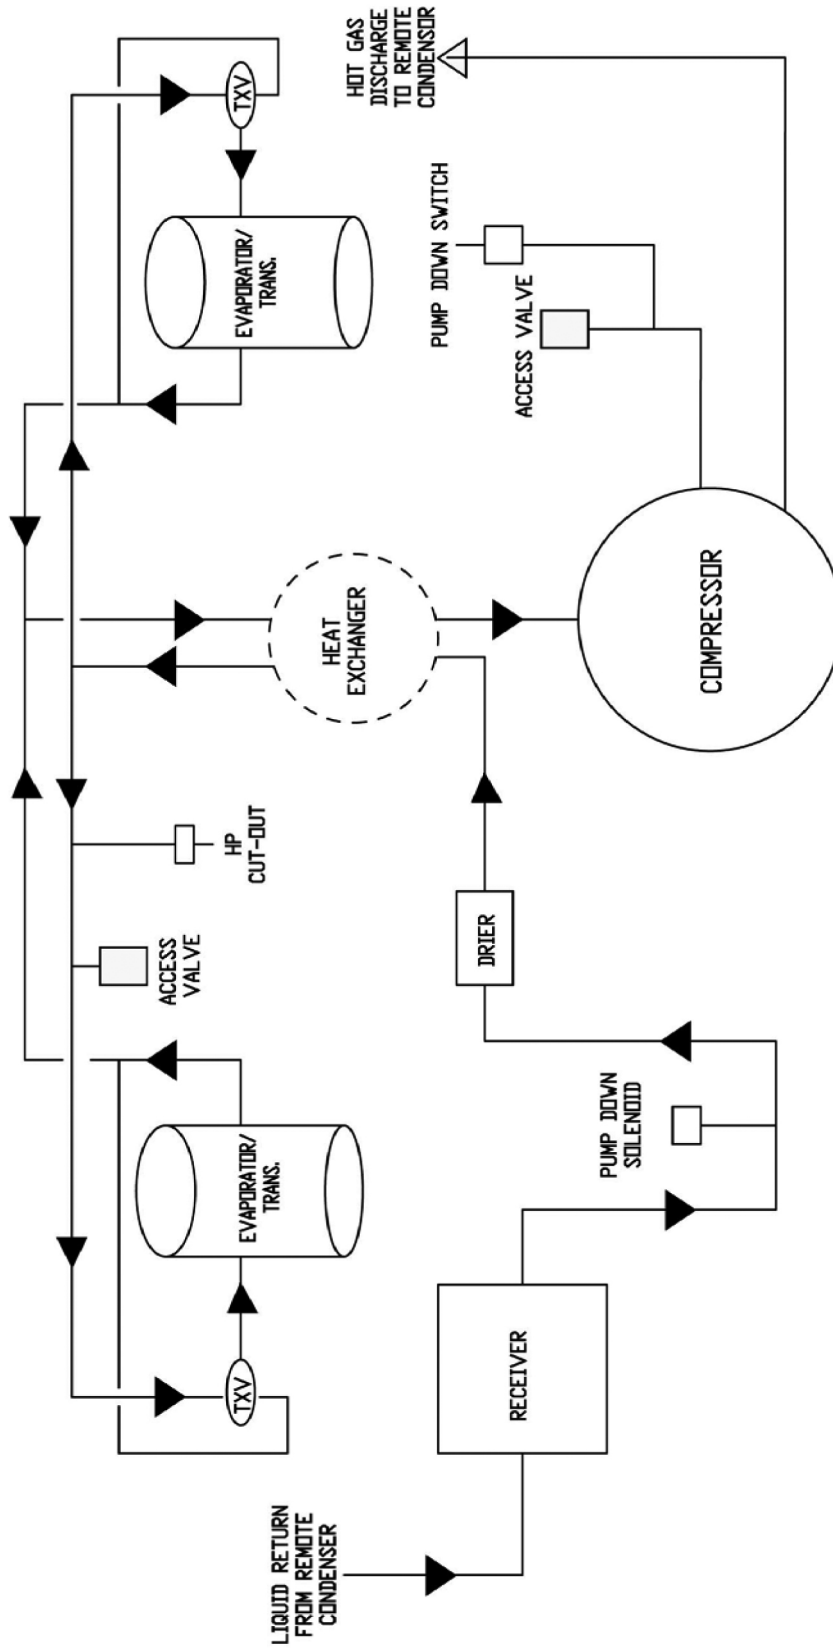 TXV
EVAPORATOR/
TRANS.
EVAPORATOR/
TRANS.
TXV
ACCESS
VALVE
HP
CUT-OUT
LIQUID RETURN
FROM REMOTE
CONDENSER
HEAT
EXCHANGER
HOT GAS
DISCHARGE
TO REMOTE
CONDENSOR
PUMP DOWN SWITCH
ACCESS VALVE
RECEIVER
DRIER
PUMP DOWN
SOLENOID
COMPRESSOR